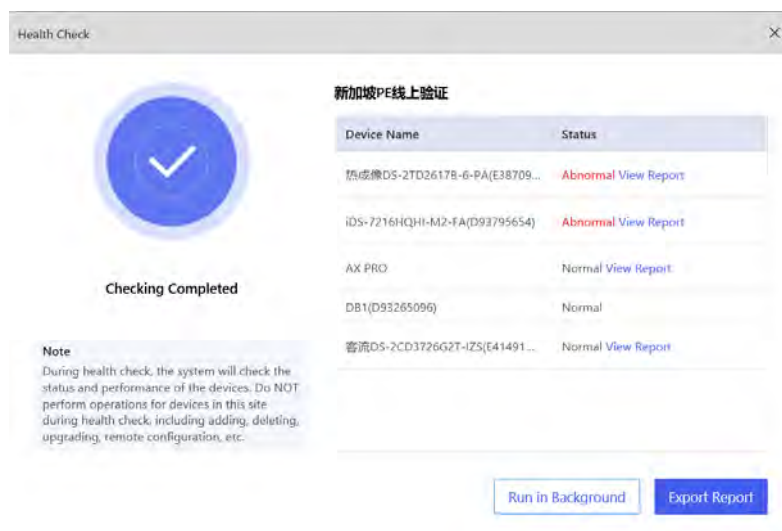 Health Check
新加坡PE线上验证
Device Name Status
热成像DS-2TD2617B-6-PA(E38709... Abnormal View Report
iDS-7216HQHI-M2-FA(D93795654) Abnormal View Report
AX PRO Normal View Report
DB1(D93265096) Normal
客流DS-2CD3726G2T-IZS(E41491... Normal View Report
Checking Completed
Note
During health check, the system will check the
status and performance of the devices. Do NOT
perform operations for devices in this site
during health check, including adding, deleting,
upgrading, remote configuration, etc.
Run in Background Export Report